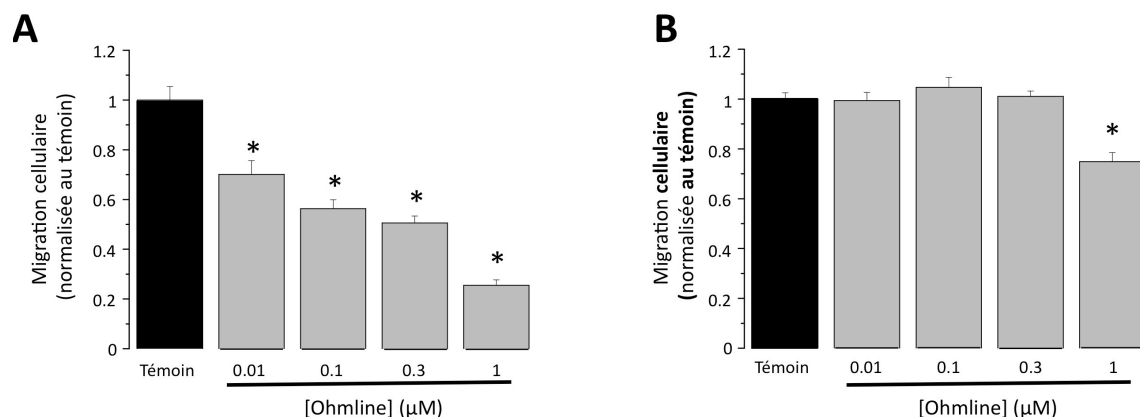 A
Migration cellulaire
(normalisée au témoin)
1.2
1
0.8
0.6
0.4
0.2
0
*
*
*
*
Témoin
0.01
0.1
0.3
1
[Ohmline] (µM)
B
Migration cellulaire
(normalisée au témoin)
1.2
1
0.8
0.6
0.4
0.2
0
*
Témoin
0.01
0.1
0.3
1
[Ohmline] (µM)